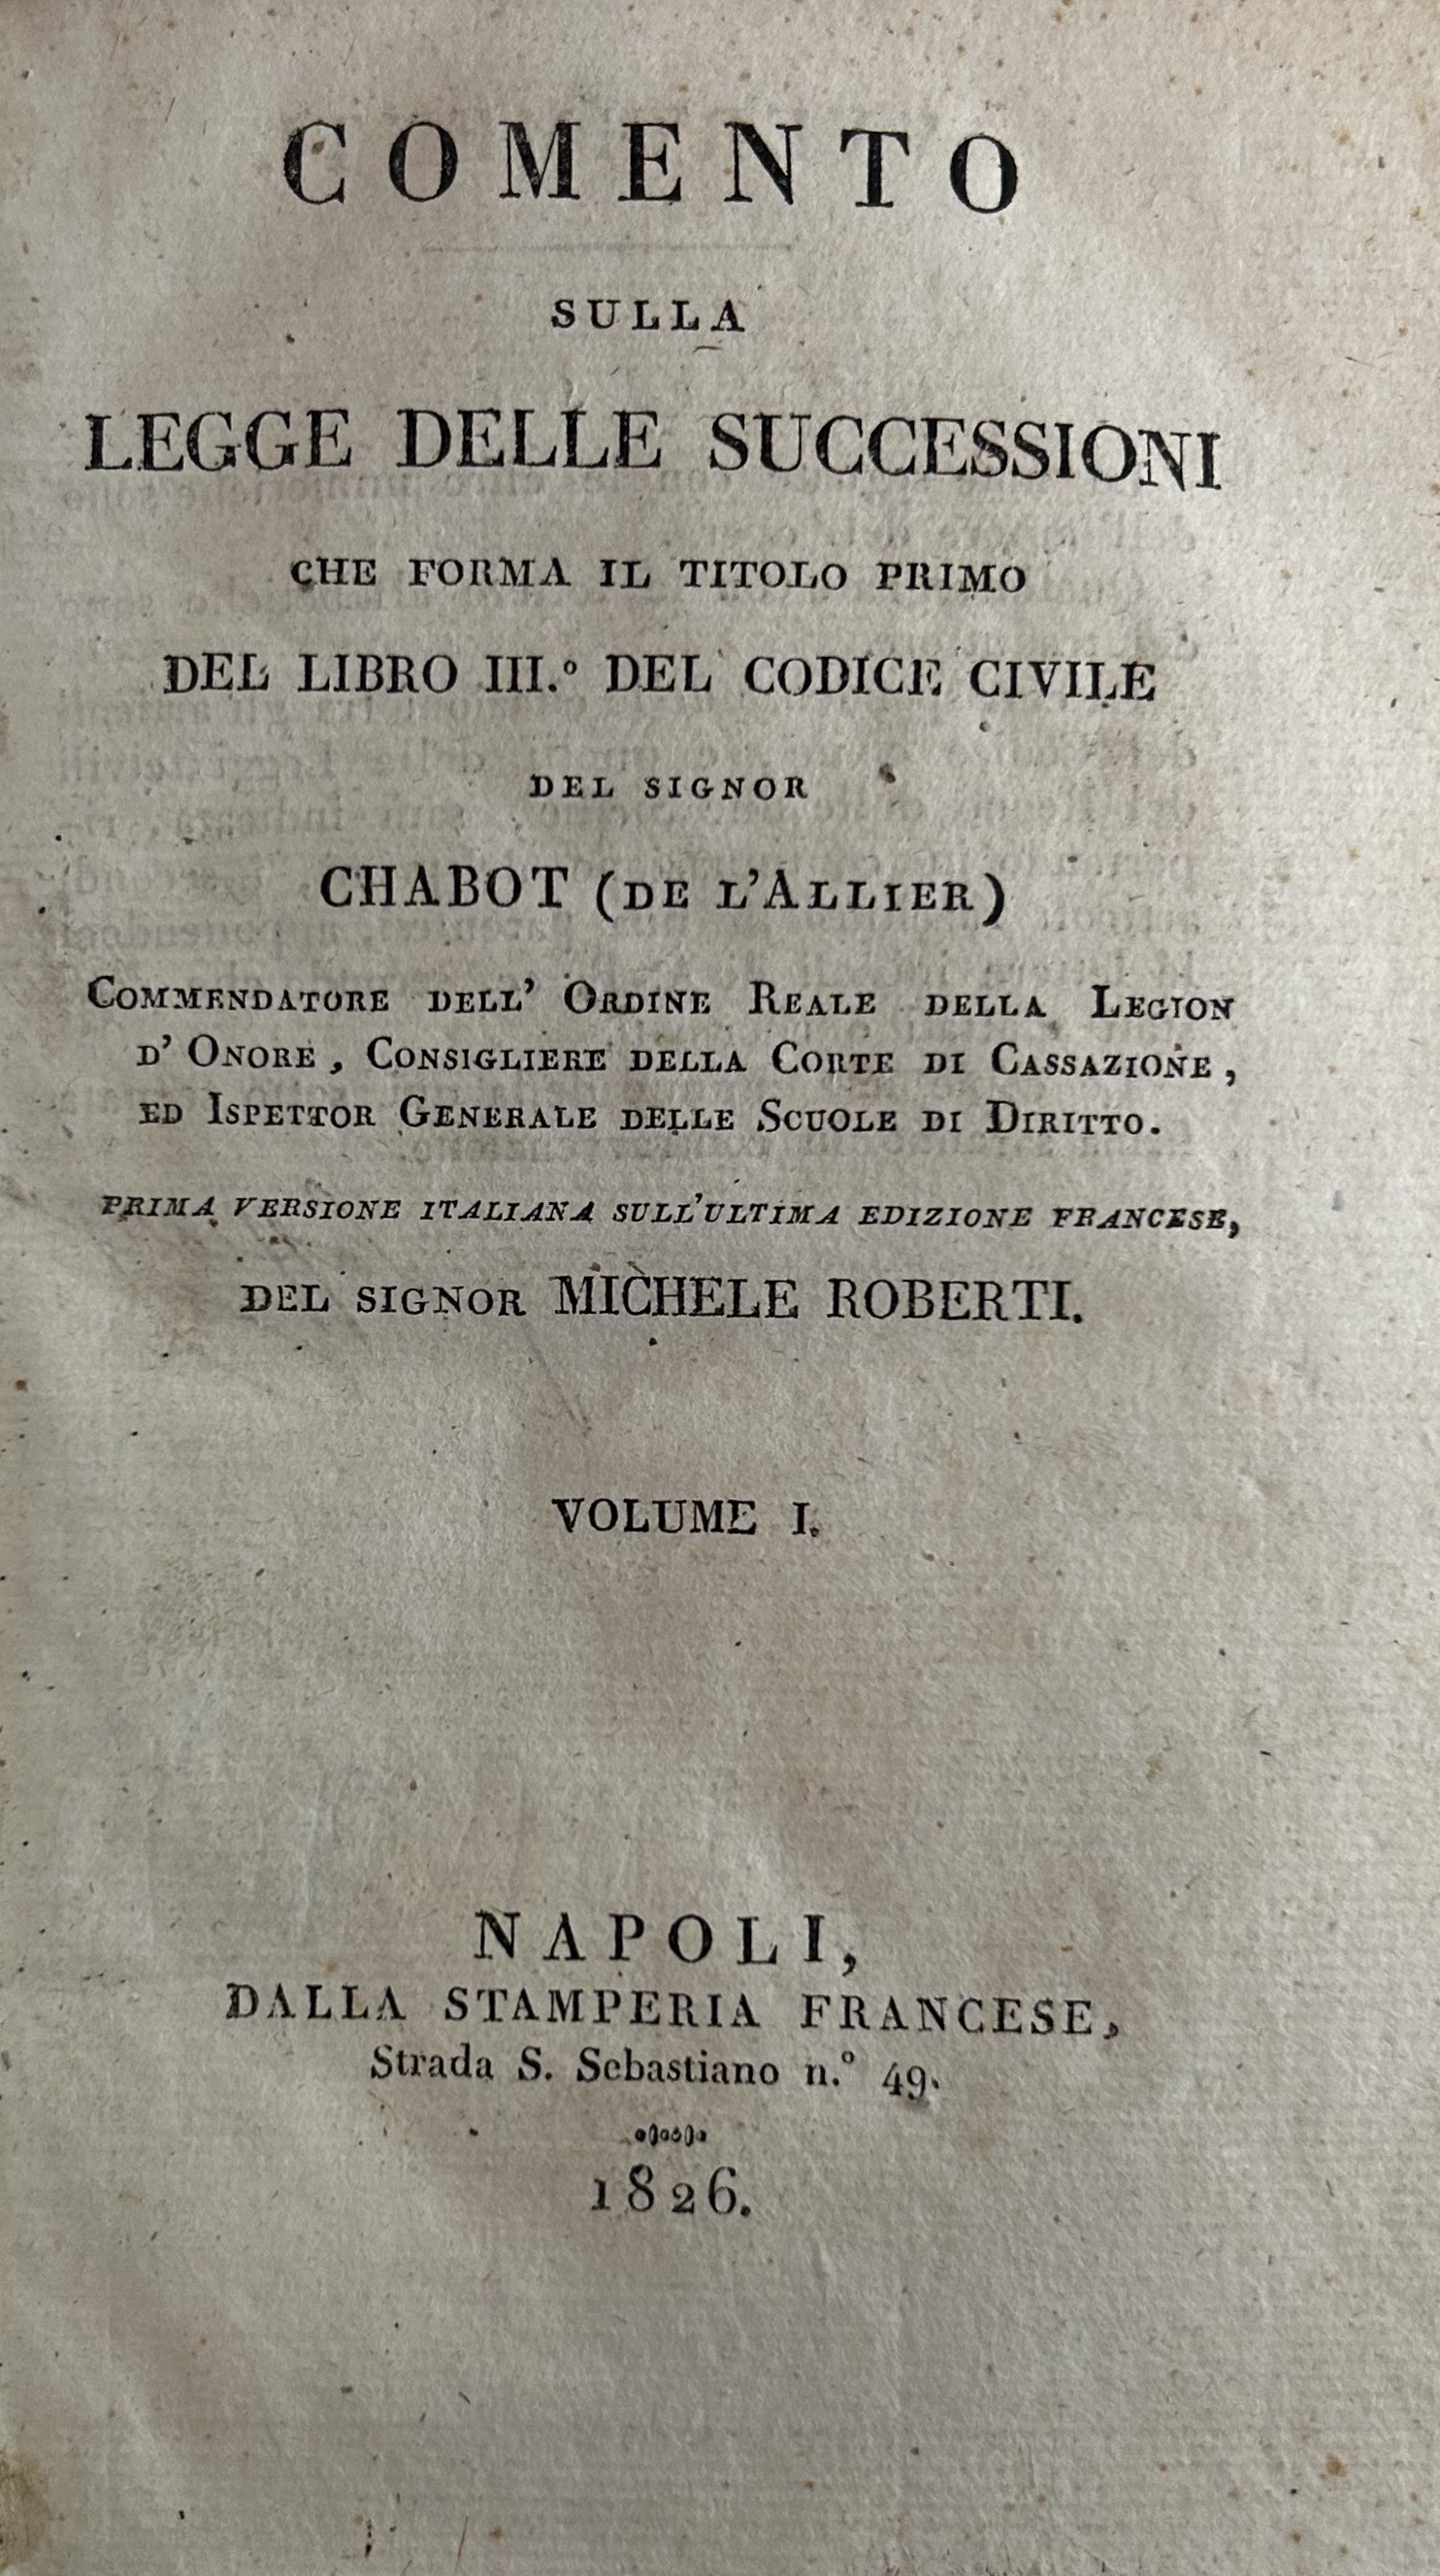 COMENTO
SULLA
LEGGE DELLE SUCCESSIONI
CHE FORMA IL TITOLO PRIMO
DEL LIBRO III.º DEL CODICE CIVILE
DEL SIGNOR
CHABOT (DE L'ALLIER)
COMMENDATORE DELL' ORDINE REALE DELLA LEGION
D' ONORE, CONSIGLIERE DELLA CORTE DI CASSAZIONE,
ED ISPETTOR GENERALE DELLE SCUOLE DI DIRITTO.
PRIMA VERSIONE ITALIANA SULL'ULTIMA EDIZIONE FRANCESE,
DEL SIGNOR MICHELE ROBERTI.
VOLUME I.
NAPOLI,
DALLA STAMPERIA FRANCESE,
Strada S. Sebastiano n.º 49.
1826.